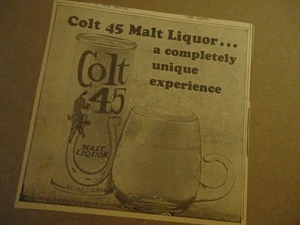 Colt 45 Malt Liquor...
a completely
unique
experience
Colt
45
MALT
LIQUOR